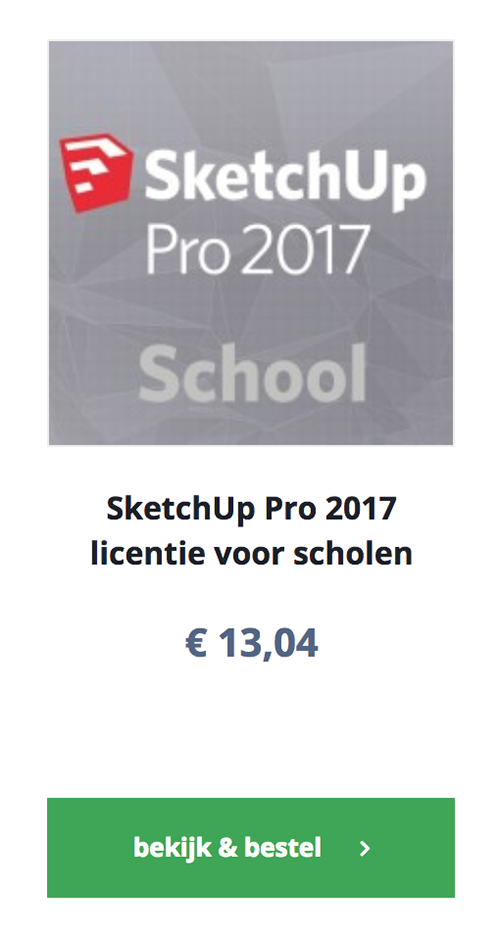 SketchUp
Pro 2017
School
SketchUp Pro 2017
licentie voor scholen
€ 13,04
bekijk & bestel >